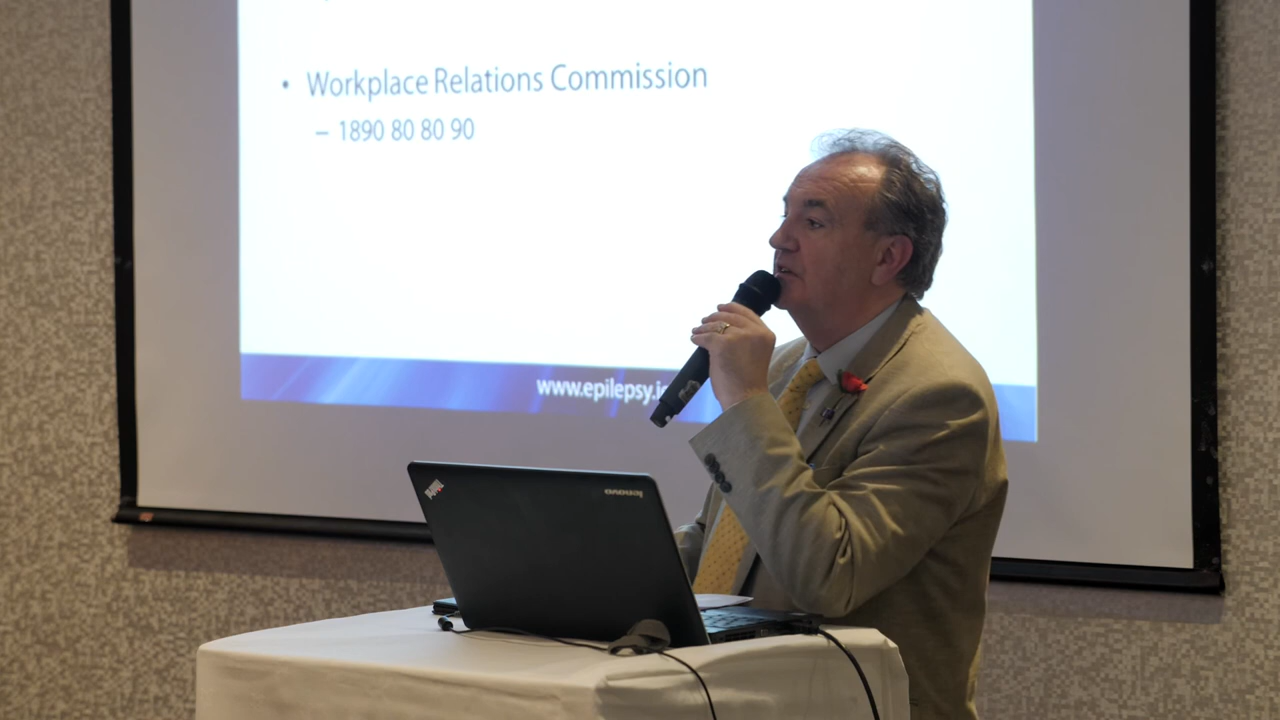 • Workplace Relations Commission
– 1890 80 80 90
www.epilepsy.i
lenovo